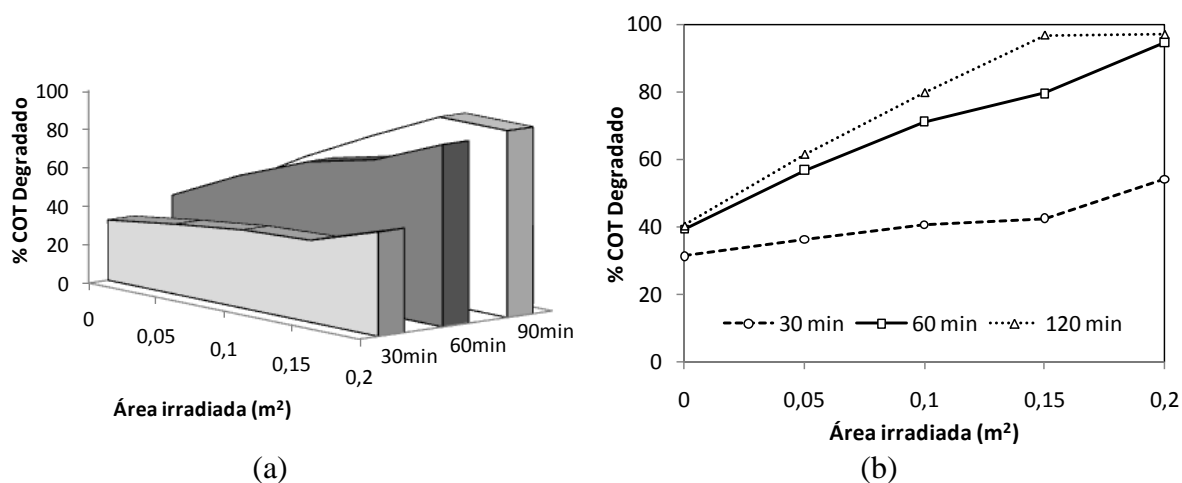 100
80
60
40
20
0
% COT Degradado
0
0,05
0,1
0,15
0,2
30min
60min
90min
Área irradiada (m²)
(a)
100
80
60
40
20
0
% COT Degradado
30 min
60 min
120 min
0
0,05
0,1
0,15
0,2
Área irradiada (m²)
(b)